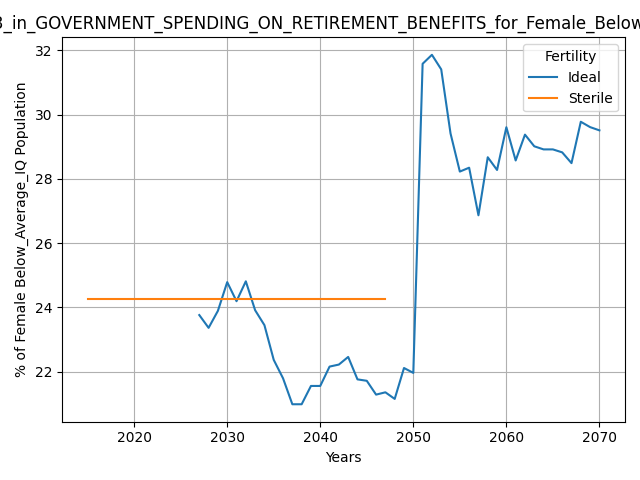 3_in_GOVERNMENT_SPENDING_ON_RETIREMENT_BENEFITS_for_Female_Below
Fertility
Ideal
Sterile
% of Female Below_Average_IQ Population
32
30
28
26
24
22
2020 2030 2040 2050 2060 2070
Years